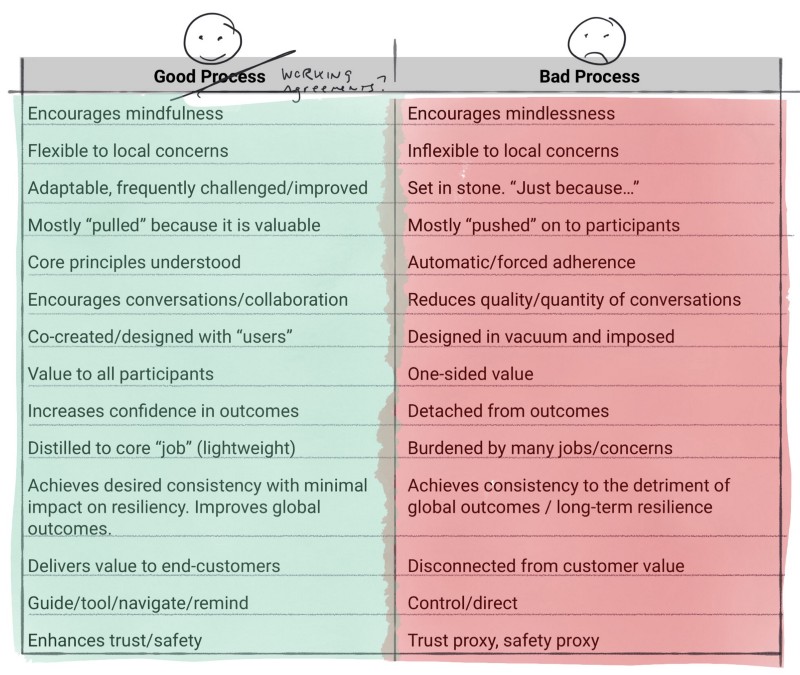 Good Process WORKING Bad Process
Agreements?
Encourages mindfulness Encourages mindlessness
Flexible to local concerns Inflexible to local concerns
Adaptable, frequently challenged/improved Set in stone. “Just because…”
Mostly “pulled” because it is valuable Mostly “pushed” on to participants
Core principles understood Automatic/forced adherence
Encourages conversations/collaboration Reduces quality/quantity of conversations
Co-created/designed with “users” Designed in vacuum and imposed
Value to all participants One-sided value
Increases confidence in outcomes Detached from outcomes
Distilled to core “job” (lightweight) Burdened by many jobs/concerns
Achieves desired consistency with minimal Achieves consistency to the detriment of
impact on resiliency. Improves global global outcomes / long-term resilience
outcomes.
Delivers value to end-customers Disconnected from customer value
Guide/tool/navigate/remind Control/direct
Enhances trust/safety Trust proxy, safety proxy